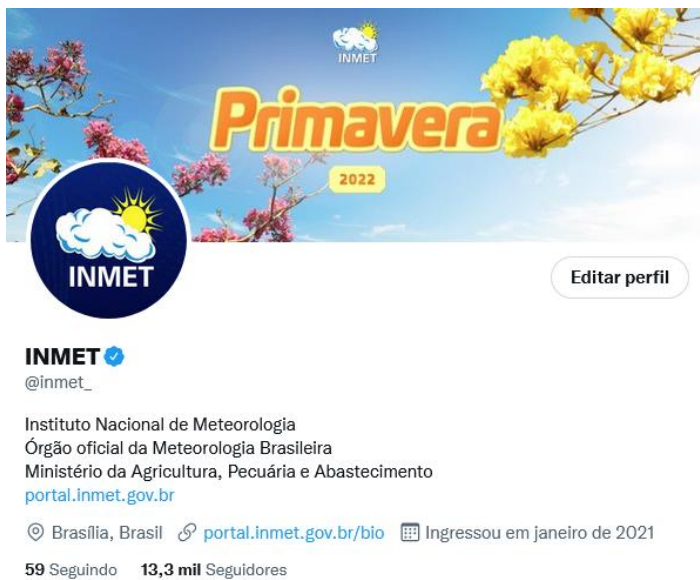 INMET
Primavera
2022
INMET
Editar perfil
INMET
@inmet_
Instituto Nacional de Meteorologia
Órgão oficial da Meteorologia Brasileira
Ministério da Agricultura, Pecuária e Abastecimento
portal.inmet.gov.br
Brasília, Brasil portal.inmet.gov.br/bio Ingressou em janeiro de 2021
59 Seguindo 13,3 mil Seguidores